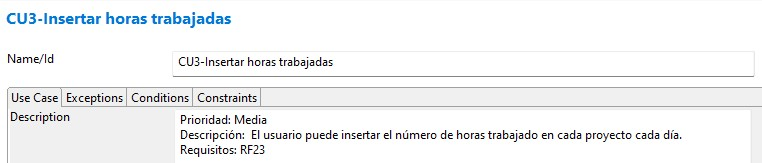 CU3-Insertar horas trabajadas
Name/Id CU3-Insertar horas trabajadas
Use Case Exceptions Conditions Constraints
Description Prioridad: Media
Descripción: El usuario puede insertar el número de horas trabajado en cada proyecto cada día.
Requisitos: RF23